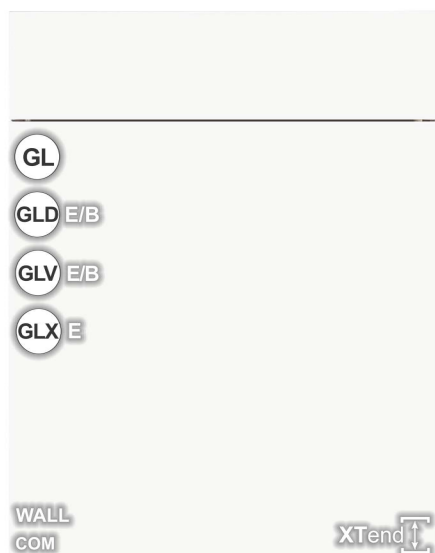 GL
GLD E/B
GLV E/B
GLX E
WALL
COM
XTend